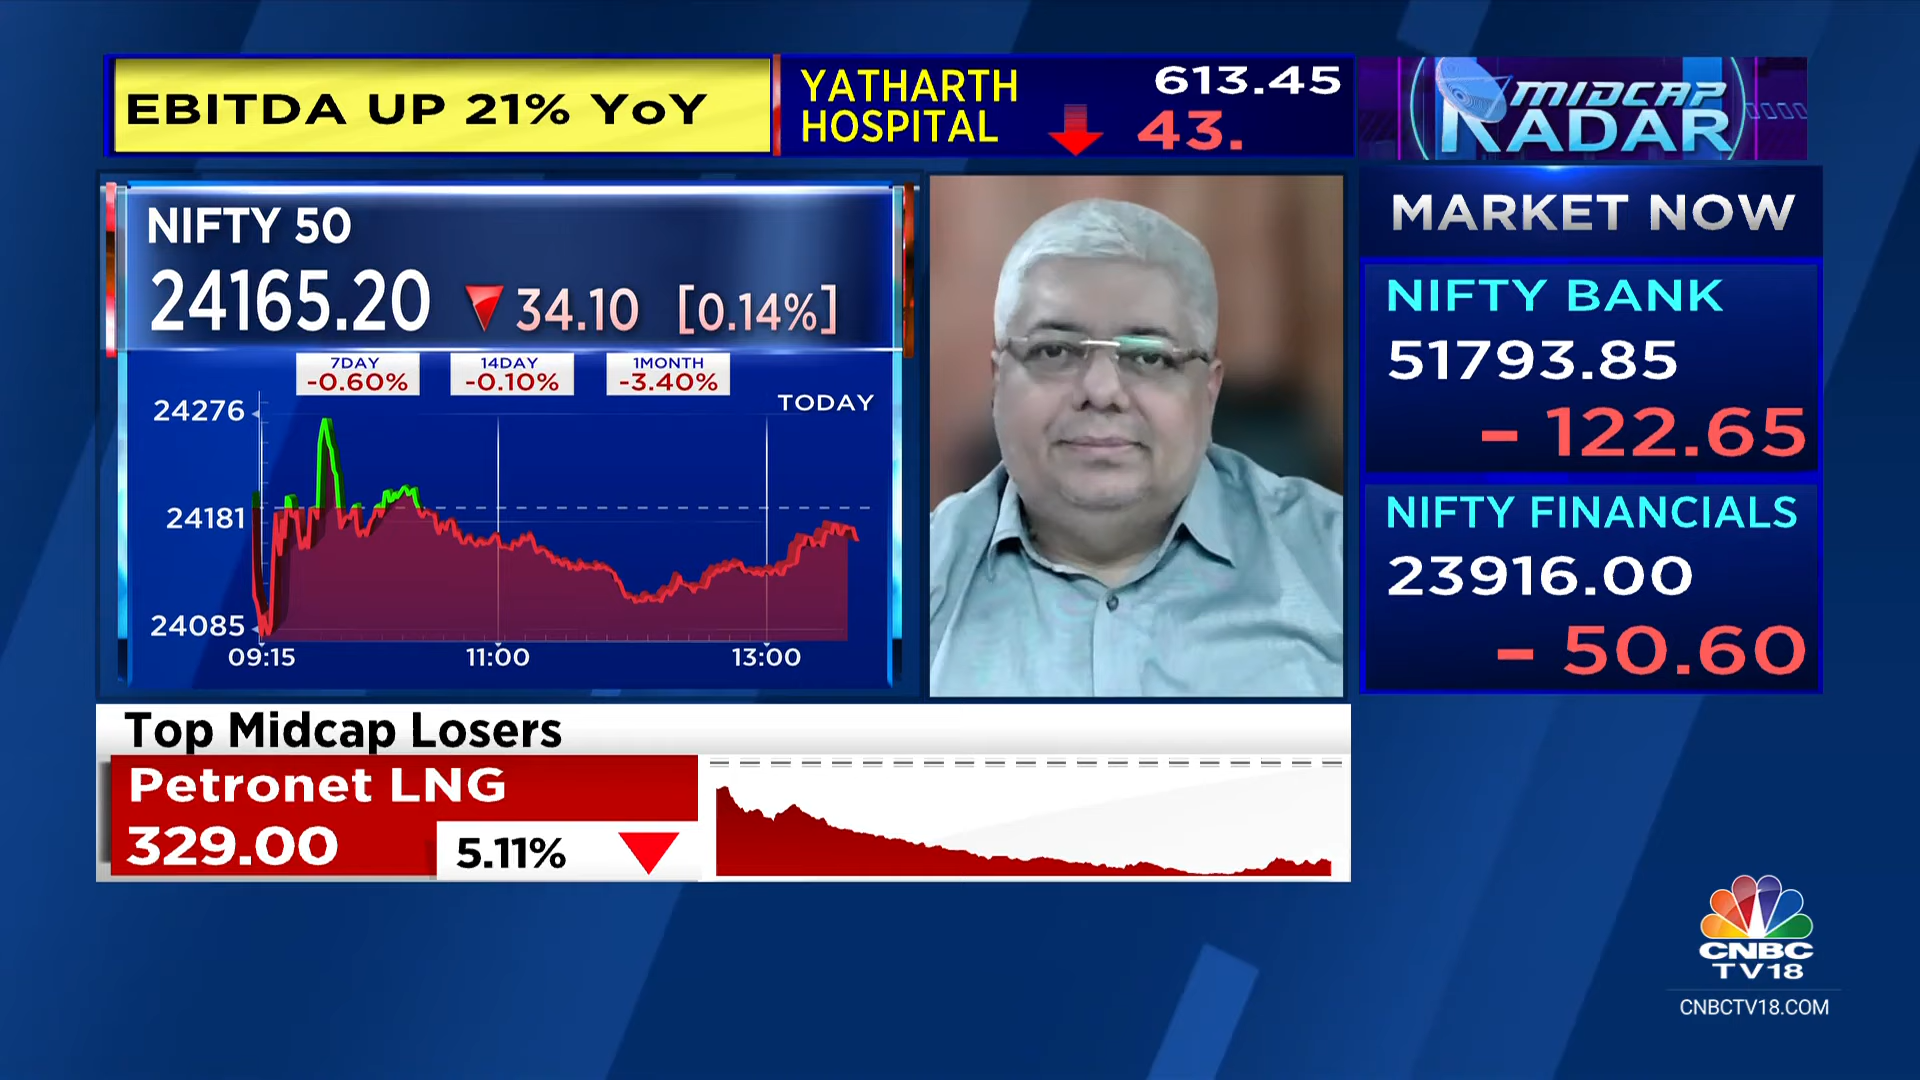 EBITDA UP 21% YoY
YATHARTH
HOSPITAL
613.45
43.
MIDCAP
RADAR
NIFTY 50
24165.20 34.10 [0.14%]
7DAY
-0.60%
14DAY
-0.10%
1MONTH
-3.40%
TODAY
24276
24181
24085
09:15 11:00 13:00
MARKET NOW
NIFTY BANK
51793.85
- 122.65
NIFTY FINANCIALS
23916.00
- 50.60
Top Midcap Losers
Petronet LNG
329.00
5.11%
CNBC
TV18
CNBCTV18.COM